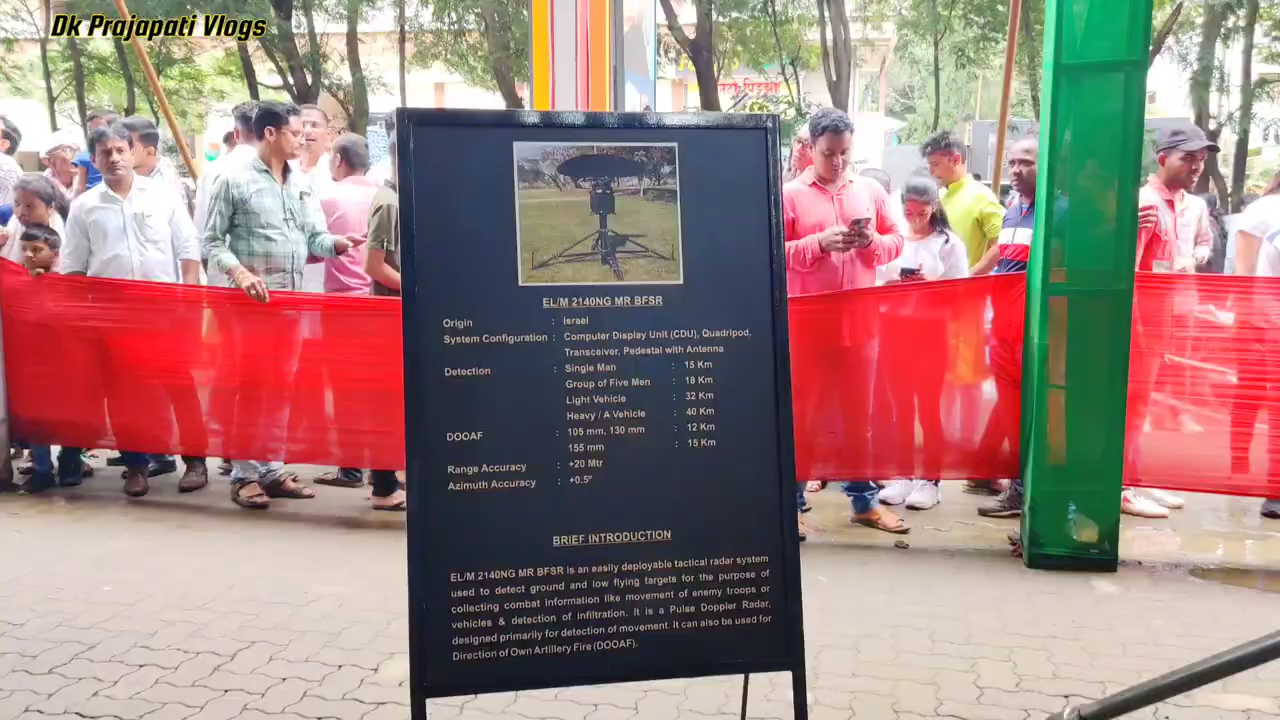 Dk Prajapati Vlogs
EL/M 2140NG MR BFSR
Origin : Israel
System Configuration : Computer Display Unit (CDU), Quadripod,
Transceiver, Pedestal with Antenna
Detection : Single Man : 15 Km
Group of Five Men : 18 Km
Light Vehicle : 32 Km
Heavy / A Vehicle : 40 Km
DOOAF : 105 mm, 130 mm : 12 Km
155 mm : 15 Km
Range Accuracy : +20 Mtr
Azimuth Accuracy : +0.5º
BRIEF INTRODUCTION
EL/M 2140NG MR BFSR is an easily deployable tactical radar system
used to detect ground and low flying targets for the purpose of
collecting combat information like movement of enemy troops or
vehicles & detection of infiltration. It is a Pulse Doppler Radar,
designed primarily for detection of movement. It can also be used for
Direction of Own Artillery Fire (DOOAF).